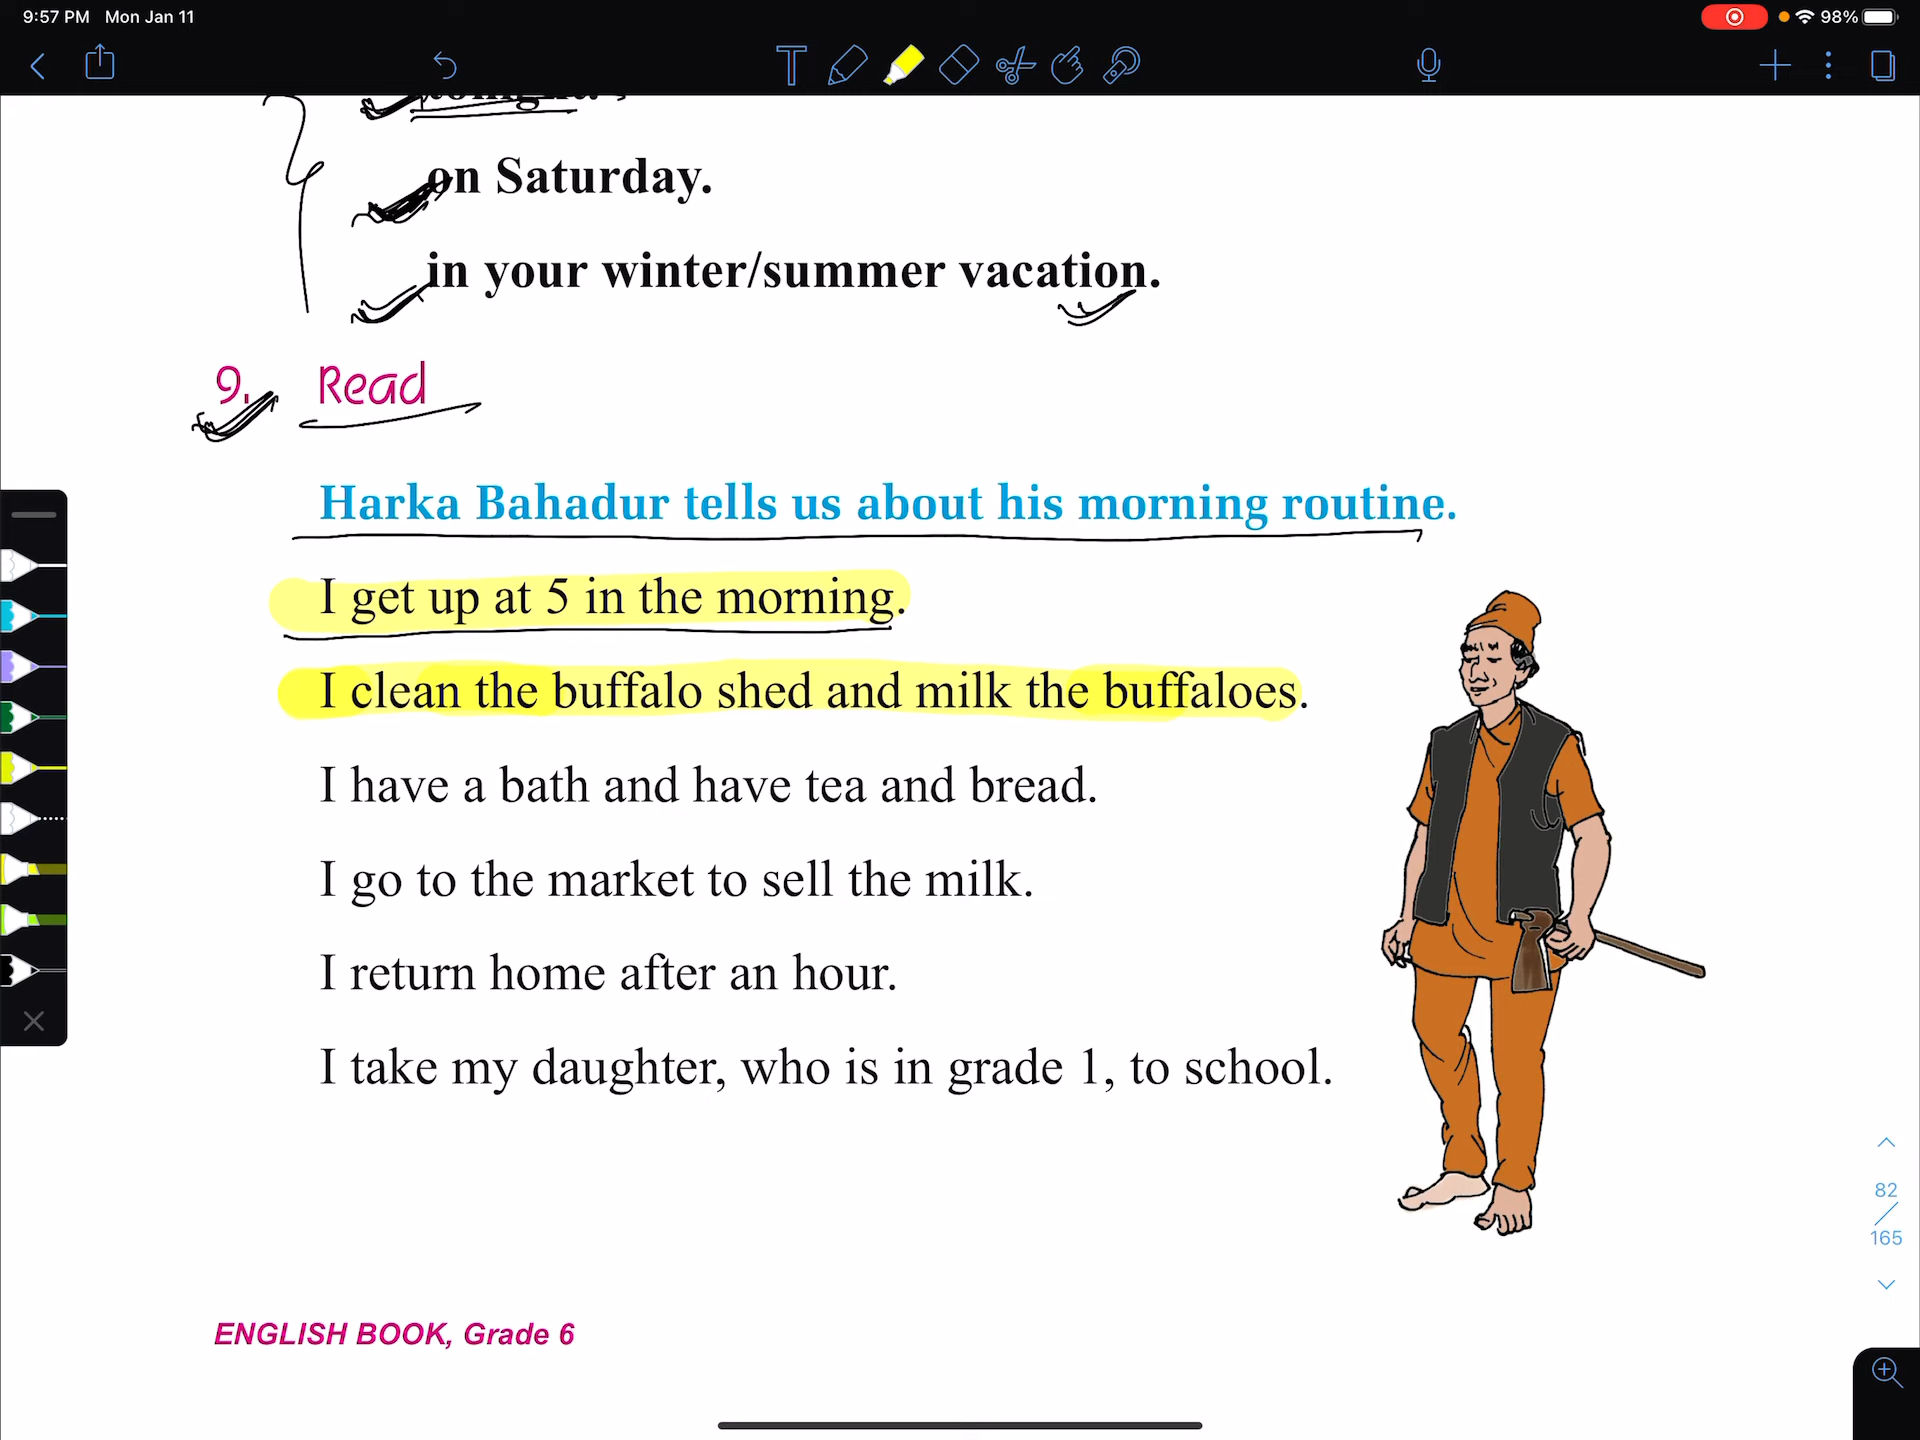 9:57 PM Mon Jan 11
98%
on Saturday.
in your winter/summer vacation.
9. Read
Harka Bahadur tells us about his morning routine.
I get up at 5 in the morning.
I clean the buffalo shed and milk the buffaloes.
I have a bath and have tea and bread.
I go to the market to sell the milk.
I return home after an hour.
I take my daughter, who is in grade 1, to school.
82
/
165
ENGLISH BOOK, Grade 6